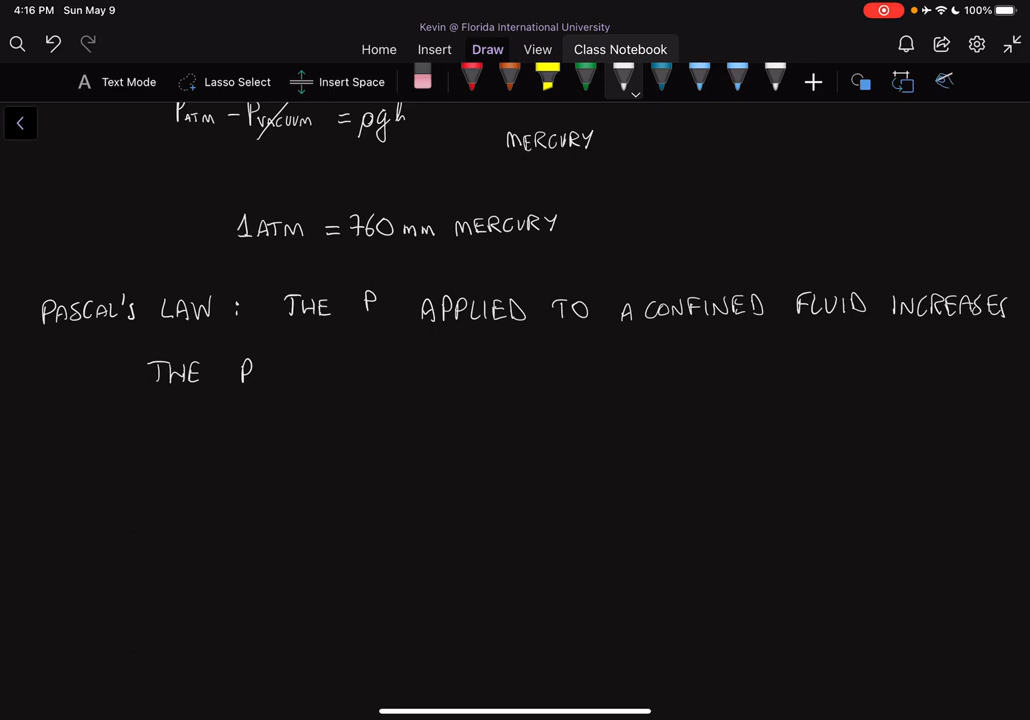 4:16 PM Sun May 9
100%
Kevin @ Florida International University
Home Insert Draw View Class Notebook
Text Mode Lasso Select Insert Space
PATM - PVACUUM = ρgh
MERCURY
1 ATM = 760 mm MERCURY
PASCAL'S LAW : THE P APPLIED TO A CONFINED FLUID INCREASES
THE P